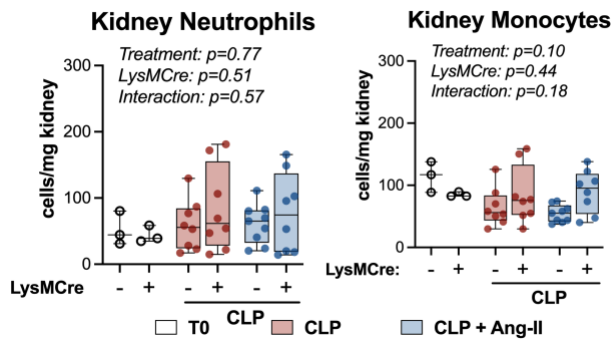 Kidney Neutrophils
Treatment: p=0.77
LysMCre: p=0.51
Interaction: p=0.57
cells/mg kidney
300
200
100
0
LysMCre - + - + - +
CLP
Kidney Monocytes
Treatment: p=0.10
LysMCre: p=0.44
Interaction: p=0.18
cells/mg kidney
300
200
100
0
LysMCre: - + - + - +
CLP
T0 CLP CLP + Ang-II